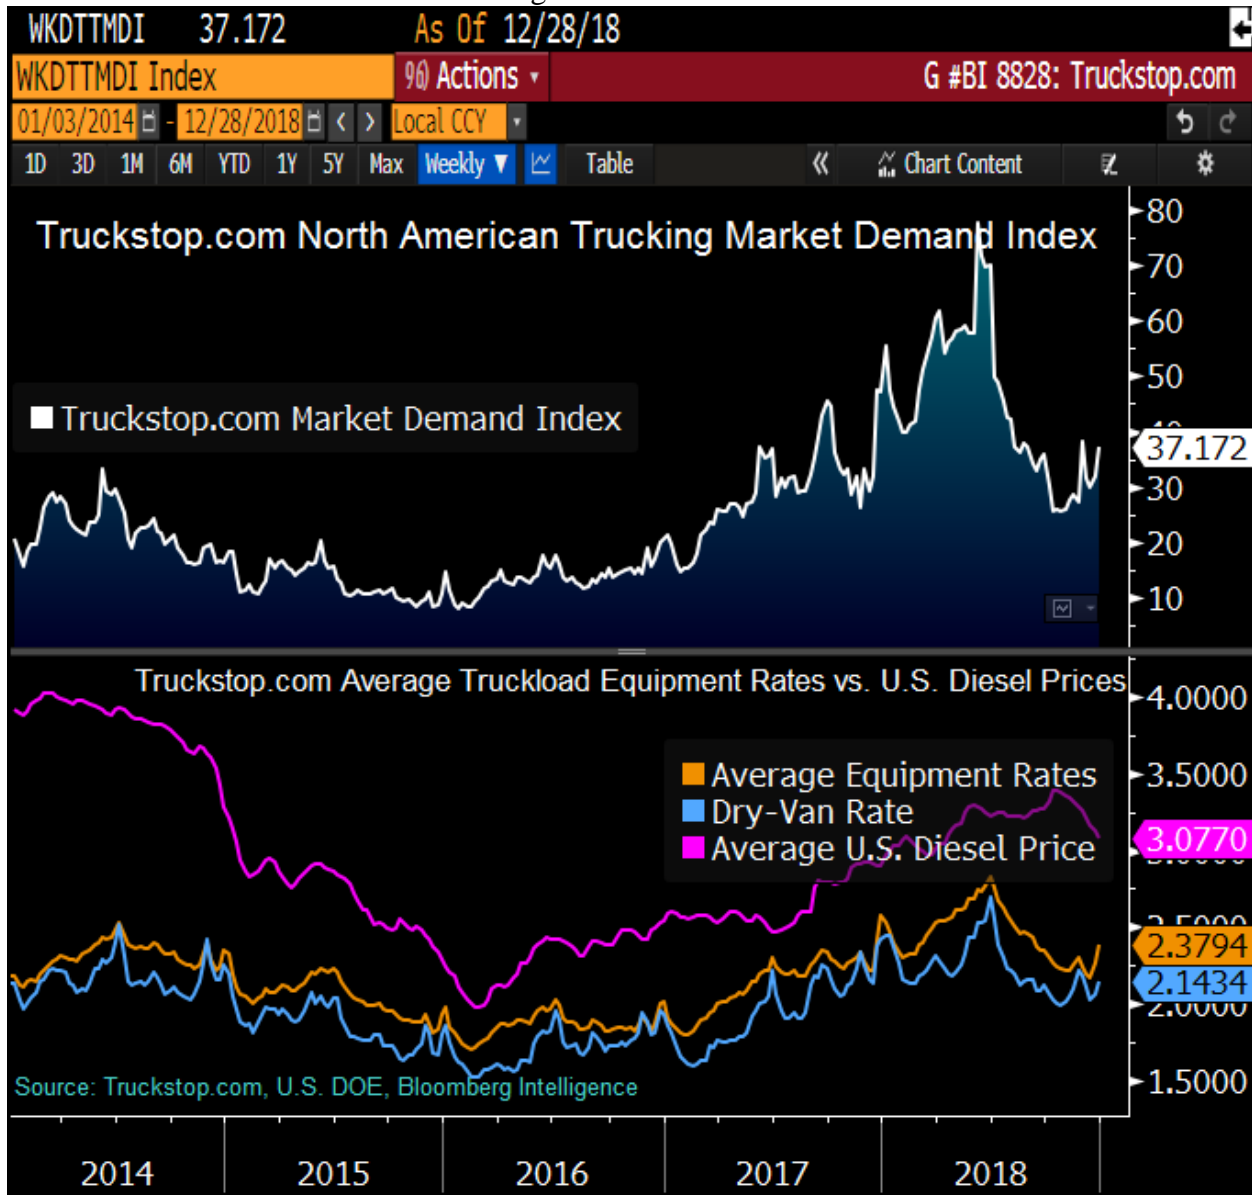 WKDTTMDI 37.172 As Of 12/28/18
WKDTTMDI Index 96) Actions G #BI 8828: Truckstop.com
01/03/2014 - 12/28/2018 < > Local CCY
1D 3D 1M 6M YTD 1Y 5Y Max Weekly ▼ Table « Chart Content
Truckstop.com North American Trucking Market Demand Index
80
70
60
50
Truckstop.com Market Demand Index
37.172
30
20
10
Truckstop.com Average Truckload Equipment Rates vs. U.S. Diesel Prices
4.0000
3.5000
Average Equipment Rates
Dry-Van Rate
Average U.S. Diesel Price
3.0770
2.3794
2.1434
2.0000
1.5000
Source: Truckstop.com, U.S. DOE, Bloomberg Intelligence
2014 2015 2016 2017 2018